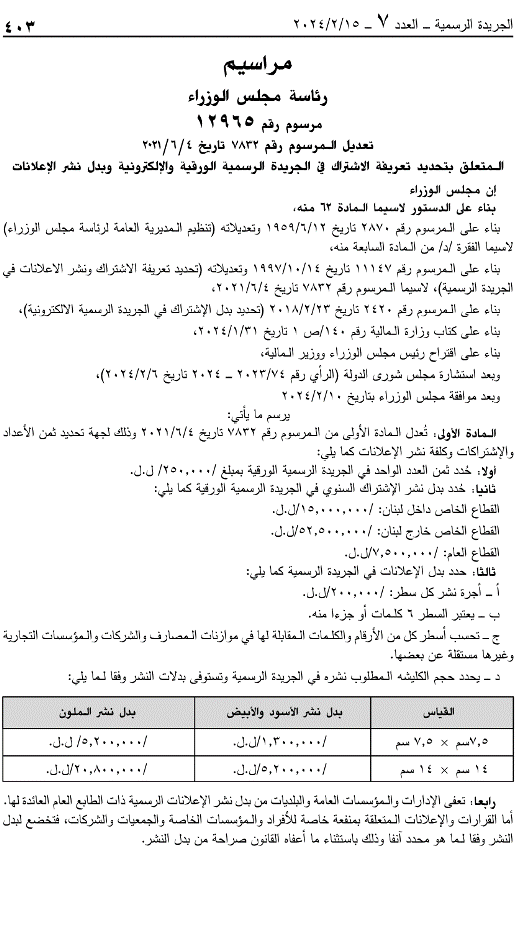 الجريدة الرسمية ــ العدد ٧ ــ ٢٠٢٤/٢/١٥
٤٠٣
مراسيم
رئاسة مجلس الوزراء
مرسوم رقم ١٢٩٦٥
تعديل المرسوم رقم ٧٨٣٢ تاريخ ٢٠٢١/٦/٤
المتعلق بتحديد تعريفة الاشتراك في الجريدة الرسمية الورقية والإلكترونية وبدل نشر الإعلانات
إن مجلس الوزراء
بناء على الدستور لاسيما المادة ٦٢ منه،
بناء على المرسوم رقم ٢٨٧٠ تاريخ ١٩٥٩/٦/١٢ وتعديلاته (تنظيم المديرية العامة لرئاسة مجلس الوزراء)
لاسيما الفقرة /د/ من المادة السابعة منه،
بناء على المرسوم رقم ١١١٤٧ تاريخ ١٩٩٧/١٠/١٤ وتعديلاته (تحديد تعريفة الاشتراك ونشر الاعلانات في
الجريدة الرسمية)، لاسيما المرسوم رقم ٧٨٣٢ تاريخ ٢٠٢١/٦/٤،
بناء على المرسوم رقم ٢٤٢٠ تاريخ ٢٠١٨/٢/٢٣ (تحديد بدل الإشتراك في الجريدة الرسمية الالكترونية)،
بناء على كتاب وزارة المالية رقم ١٤٠/ص ١ تاريخ ٢٠٢٤/١/٣١،
بناء على اقتراح رئيس مجلس الوزراء ووزير المالية،
وبعد استشارة مجلس شورى الدولة (الرأي رقم ٢٠٢٣/٧٤ ــ ٢٠٢٤ تاريخ ٢٠٢٤/٢/٦)،
وبعد موافقة مجلس الوزراء بتاريخ ٢٠٢٤/٢/١٠
يرسم ما يأتي:
المادة الأولى: تُعدل المادة الأولى من المرسوم رقم ٧٨٣٢ تاريخ ٢٠٢١/٦/٤ وذلك لجهة تحديد ثمن الأعداد
والإشتراكات وكلفة نشر الإعلانات كما يلي:
أولا: حُدد ثمن العدد الواحد في الجريدة الرسمية الورقية بمبلغ /٢٥٠,٠٠٠/ ل.ل.
ثانيا: حُدد بدل نشر الإشتراك السنوي في الجريدة الرسمية الورقية كما يلي:
القطاع الخاص داخل لبنان: /١٥,٠٠٠,٠٠٠/ل.ل.
القطاع الخاص خارج لبنان: /٥٢,٥٠٠,٠٠٠/ل.ل.
القطاع العام: /٧,٥٠٠,٠٠٠/ل.ل.
ثالثا: حدد بدل الإعلانات في الجريدة الرسمية كما يلي:
أ ــ أجرة نشر كل سطر: /٢٠٠,٠٠٠/ل.ل.
ب ــ يعتبر السطر ٦ كلمات أو جزءا منه.
ج ــ تحسب أسطر كل من الأرقام والكلمات المقابلة لها في موازنات المصارف والشركات والمؤسسات التجارية
وغيرها مستقلة عن بعضها.
د ــ يحدد حجم الكليشه المطلوب نشره في الجريدة الرسمية وتستوفى بدلات النشر وفقا لما يلي:
القياس بدل نشر الأسود والأبيض بدل نشر الملون
٧,٥سم × ٧,٥ سم /١,٣٠٠,٠٠٠/ل.ل. /٥,٢٠٠,٠٠٠/ ل.ل.
١٤ سم × ١٤ سم /٥,٢٠٠,٠٠٠/ل.ل. /٢٠,٨٠٠,٠٠٠/ل.ل.
رابعا: تعفى الإدارات والمؤسسات العامة والبلديات من بدل نشر الإعلانات الرسمية ذات الطابع العام العائدة لها.
أما القرارات والإعلانات المتعلقة بمنفعة خاصة للأفراد والمؤسسات الخاصة والجمعيات والشركات، فتخضع لبدل
النشر وفقا لما هو محدد آنفا وذلك باستثناء ما أعفاه القانون صراحة من بدل النشر.